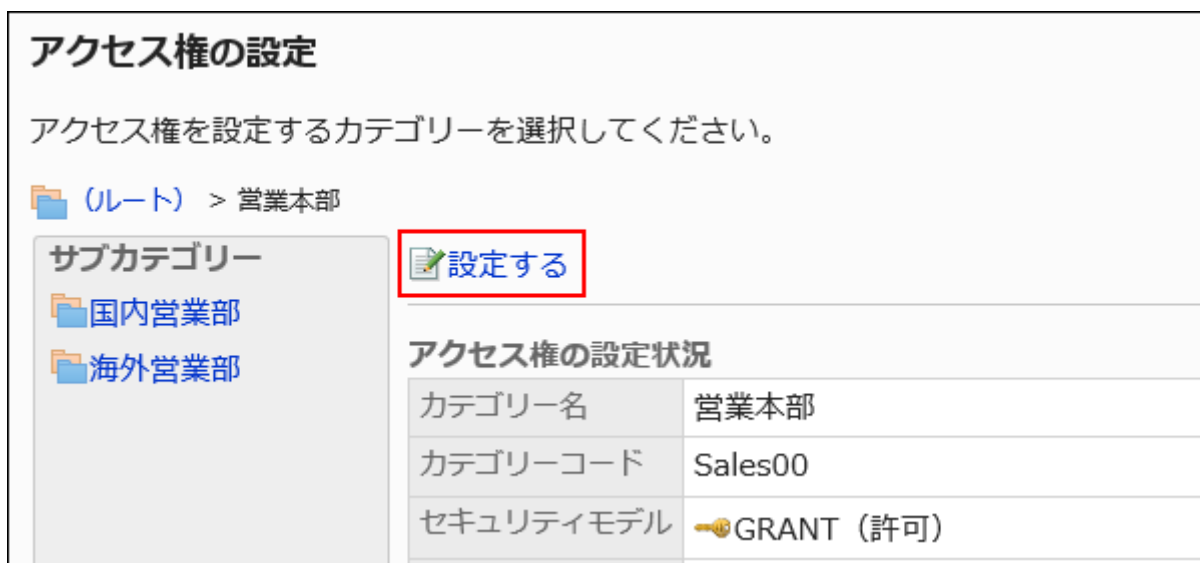 アクセス権の設定
アクセス権を設定するカテゴリーを選択してください。
（ルート） > 営業本部
サブカテゴリー
国内営業部
海外営業部
設定する
アクセス権の設定状況
カテゴリー名 営業本部
カテゴリーコード Sales00
セキュリティモデル GRANT（許可）